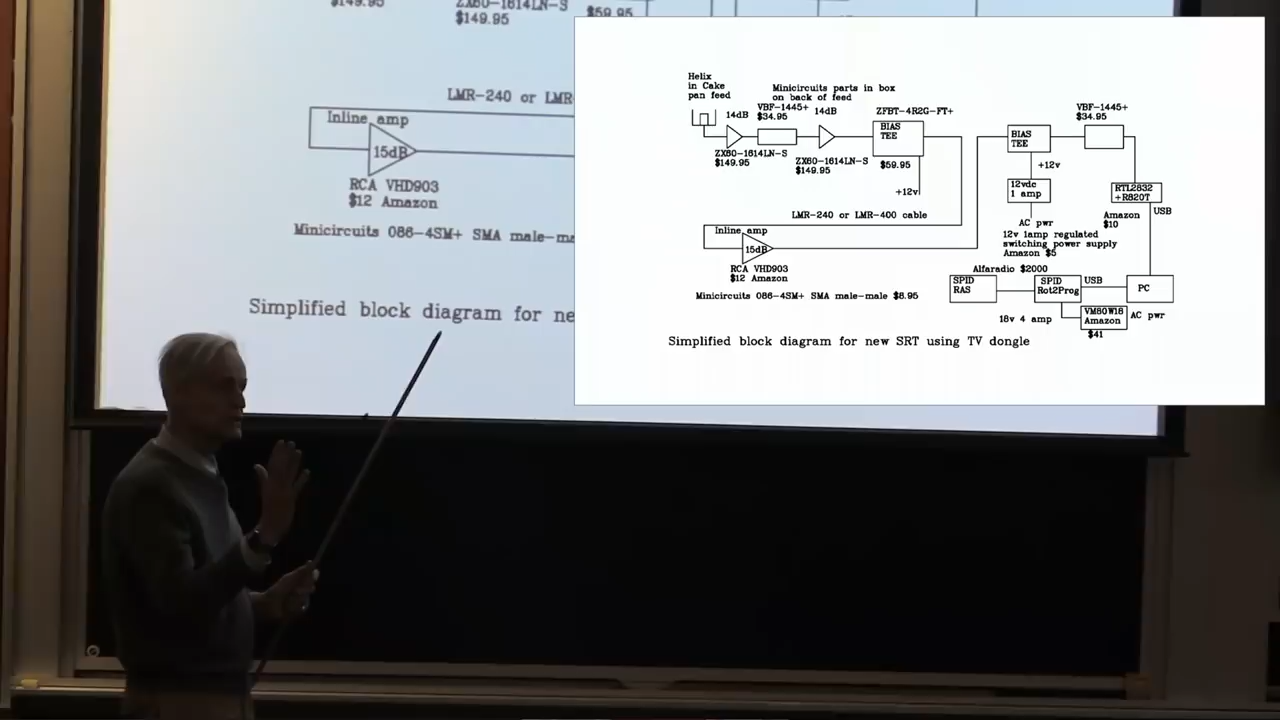 $149.95
ZX60-1614LN-S
$149.95
$59.95
LMR-240 or LMR
Inline amp
15dB
RCA VHD903
$12 Amazon
Minicircuits 086-4SM+ SMA male-ma
Simplified block diagram for ne
Helix
in Cake
pan feed
Minicircuits parts in box
on back of feed
14dB
VBF-1445+
$34.95
14dB
ZFBT-4R2G-FT+
BIAS
TEE
ZX60-1614LN-S
$149.95
ZX60-1614LN-S
$149.95
$59.95
+12v
VBF-1445+
$34.95
BIAS
TEE
+12v
12vdc
1 amp
AC pwr
12v 1amp regulated
switching power supply
Amazon $5
RTL2832
+R820T
Amazon
$10
USB
LMR-240 or LMR-400 cable
Inline amp
15dB
RCA VHD903
$12 Amazon
Minicircuits 086-4SM+ SMA male-male $8.95
Alfaradio $2000
SPID
RAS
SPID
Rot2Prog
USB
PC
18v 4 amp
VM80W18
Amazon
$41
AC pwr
Simplified block diagram for new SRT using TV dongle